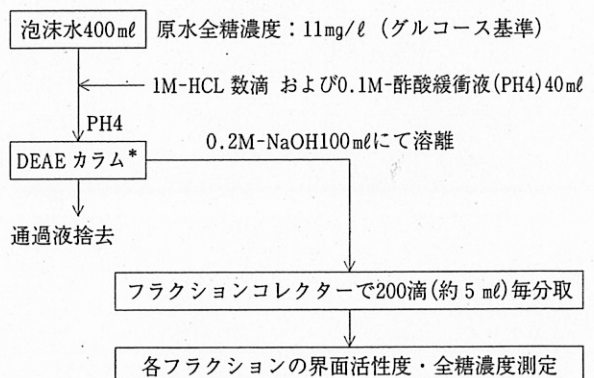 泡沫水400㎖ 原水全糖濃度:11mg/ℓ (グルコース基準)
1M-HCL 数滴 および0.1M-酢酸緩衝液(PH4)40㎖
PH4
0.2M-NaOH100㎖にて溶離
DEAE カラム*
通過液捨去
フラクションコレクターで200滴(約5㎖)毎分取
各フラクションの界面活性度・全糖濃度測定